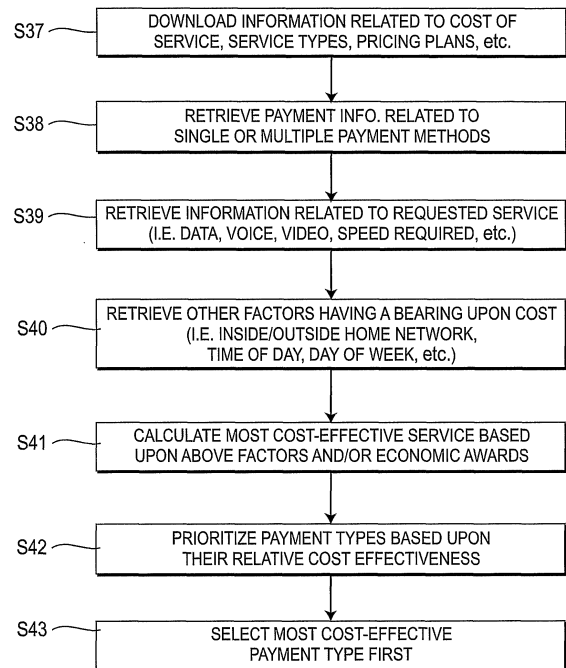 S37
DOWNLOAD INFORMATION RELATED TO COST OF
SERVICE, SERVICE TYPES, PRICING PLANS, etc.
S38
RETRIEVE PAYMENT INFO. RELATED TO
SINGLE OR MULTIPLE PAYMENT METHODS
S39
RETRIEVE INFORMATION RELATED TO REQUESTED SERVICE
(I.E. DATA, VOICE, VIDEO, SPEED REQUIRED, etc.)
S40
RETRIEVE OTHER FACTORS HAVING A BEARING UPON COST
(I.E. INSIDE/OUTSIDE HOME NETWORK,
TIME OF DAY, DAY OF WEEK, etc.)
S41
CALCULATE MOST COST-EFFECTIVE SERVICE BASED
UPON ABOVE FACTORS AND/OR ECONOMIC AWARDS
S42
PRIORITIZE PAYMENT TYPES BASED UPON
THEIR RELATIVE COST EFFECTIVENESS
S43
SELECT MOST COST-EFFECTIVE
PAYMENT TYPE FIRST